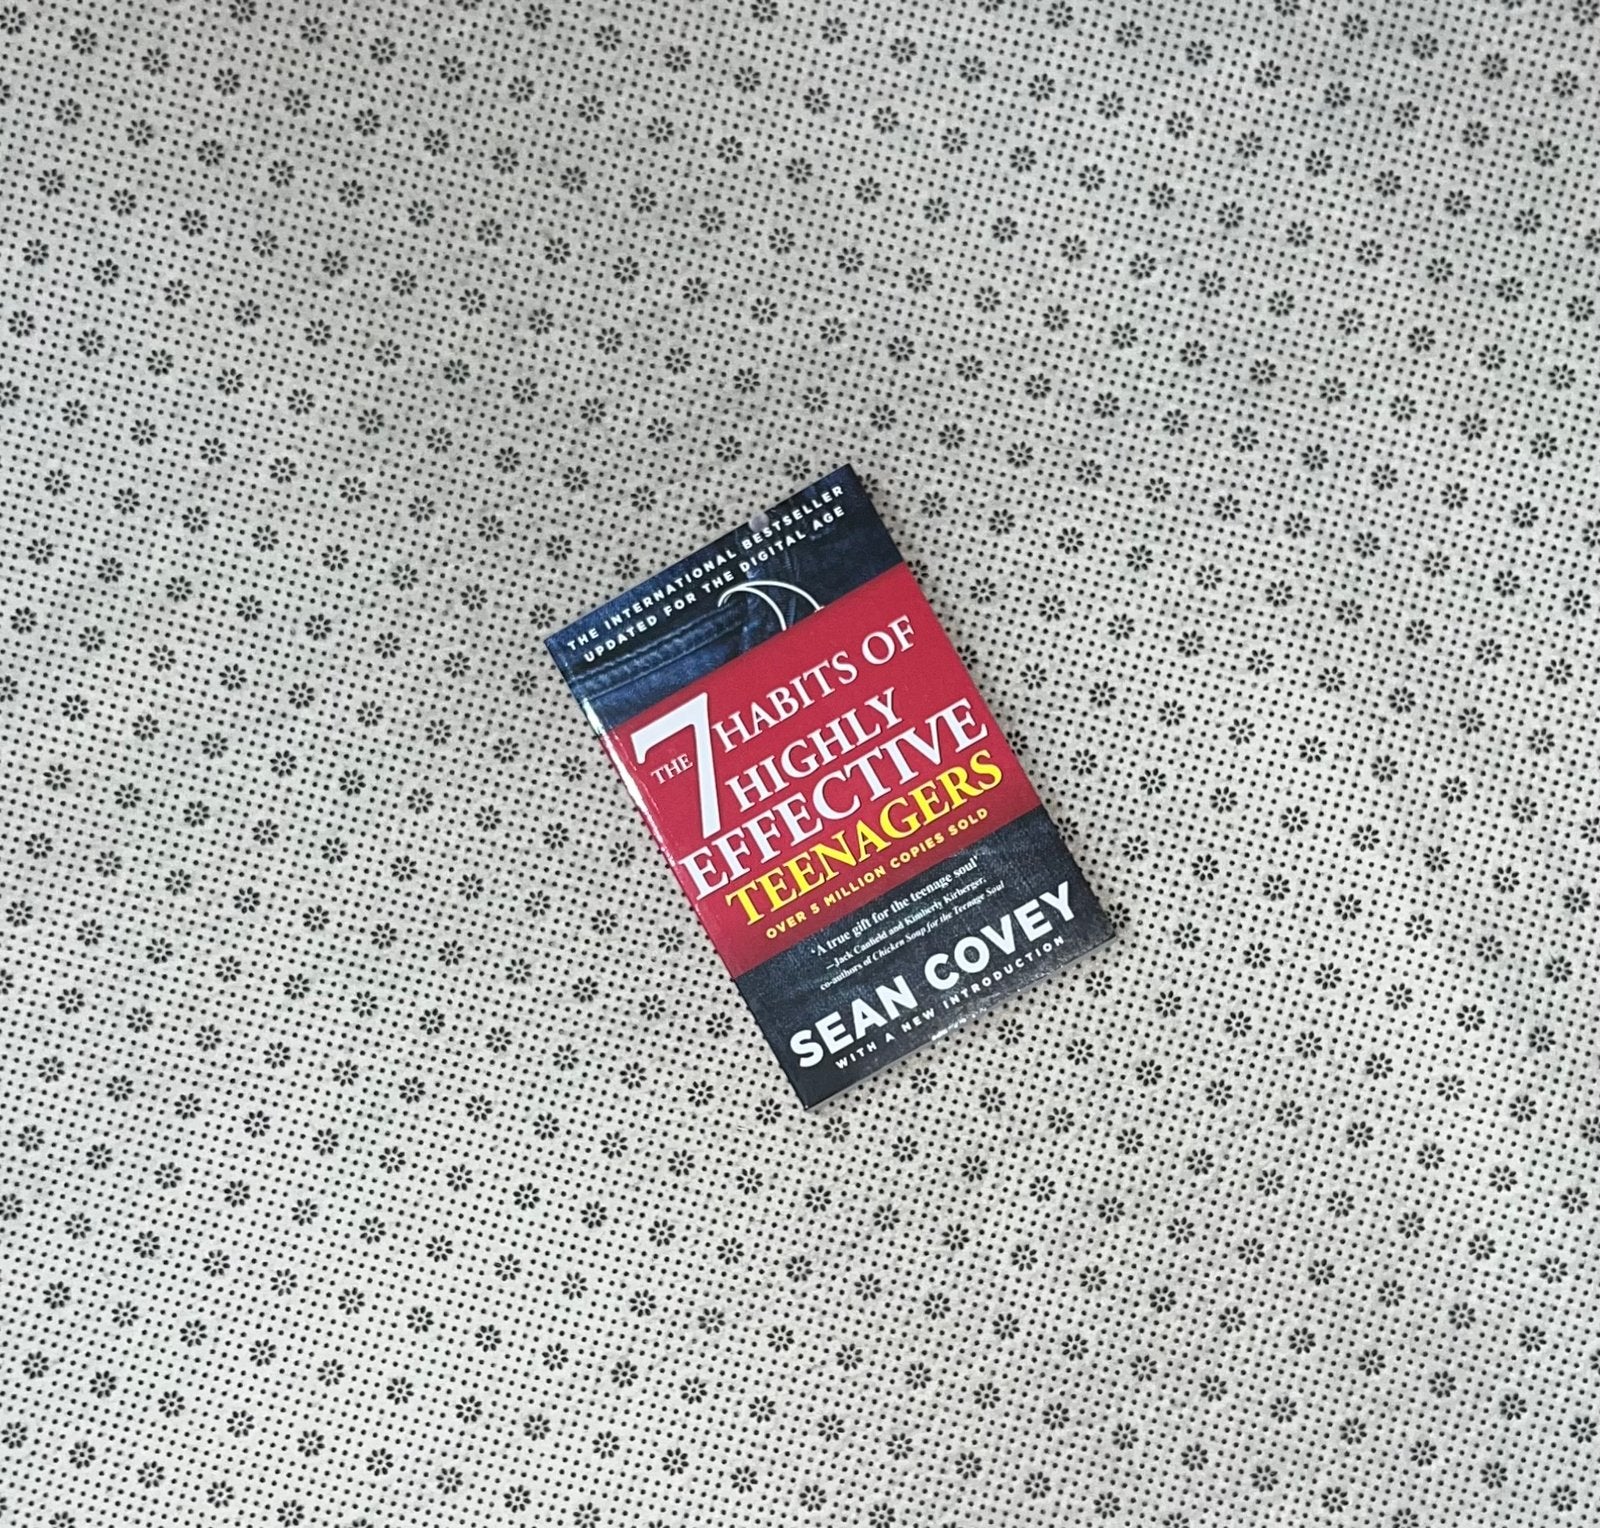 THE INTERNATIONAL BESTSELLER
UPDATED FOR THE DIGITAL AGE
THE 7 HABITS OF
HIGHLY
EFFECTIVE
TEENAGERS
OVER 5 MILLION COPIES SOLD
'A true gift for the teenage soul'
—Jack Canfield and Kimberly Kirberger,
co-authors of Chicken Soup for the Teenage Soul
SEAN COVEY
WITH A NEW INTRODUCTION